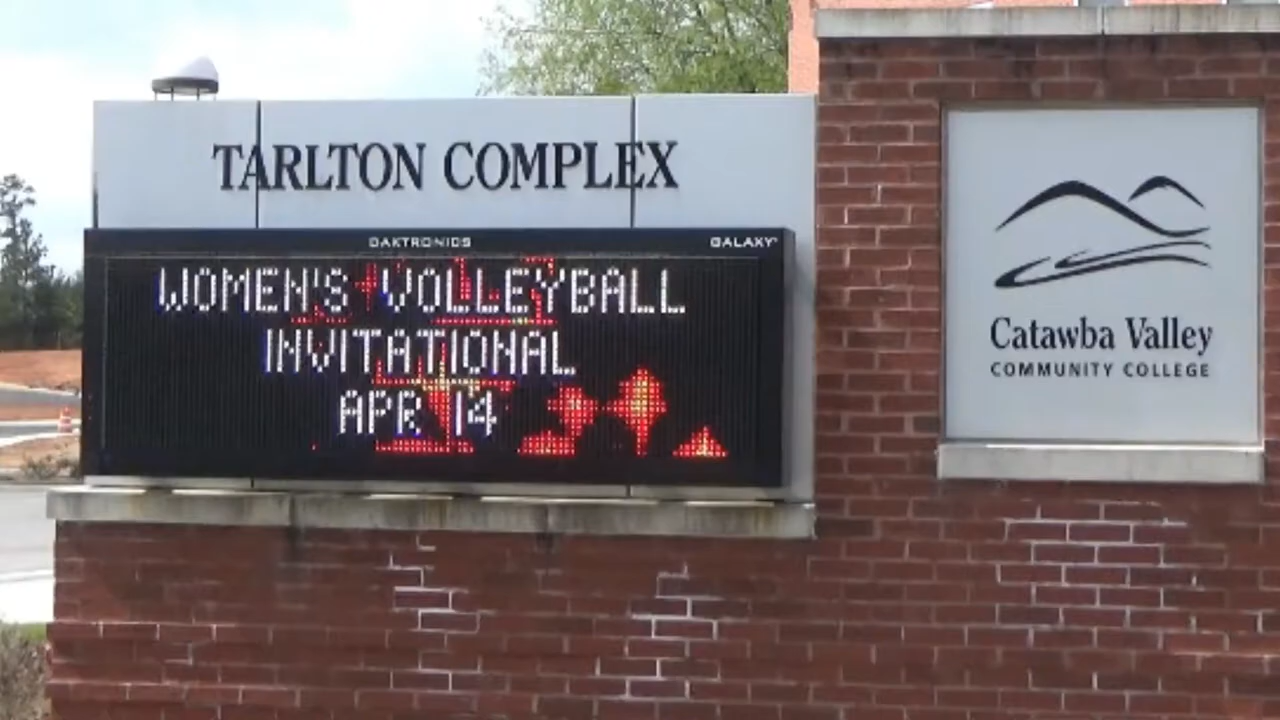 TARLTON COMPLEX
DAKTRONICS GALAXY
WOMEN'S VOLLEYBALL
INVITATIONAL
APR 14
Catawba Valley
COMMUNITY COLLEGE